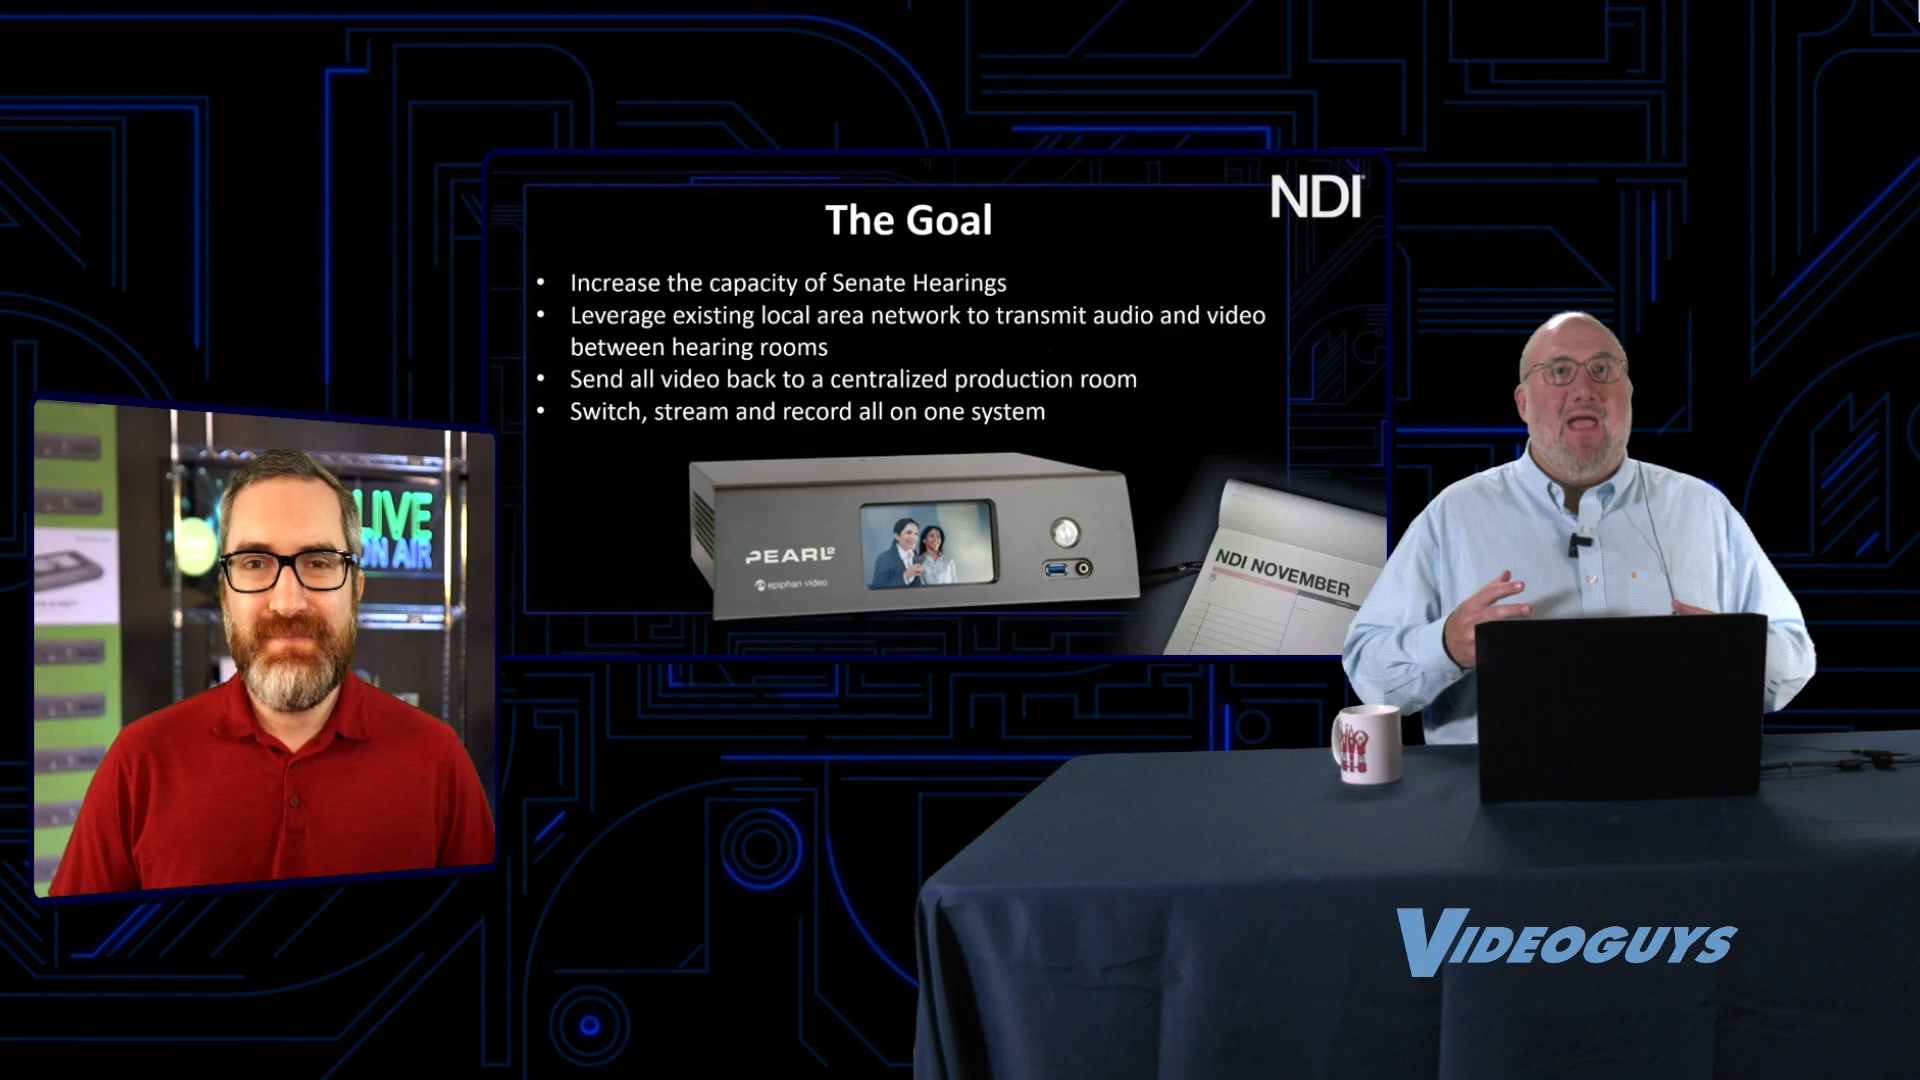 NDI
The Goal
• Increase the capacity of Senate Hearings
• Leverage existing local area network to transmit audio and video
between hearing rooms
• Send all video back to a centralized production room
• Switch, stream and record all on one system
LIVE
ON AIR
PEARL2
epiphan video
NDI NOVEMBER
VIDEOGUYS